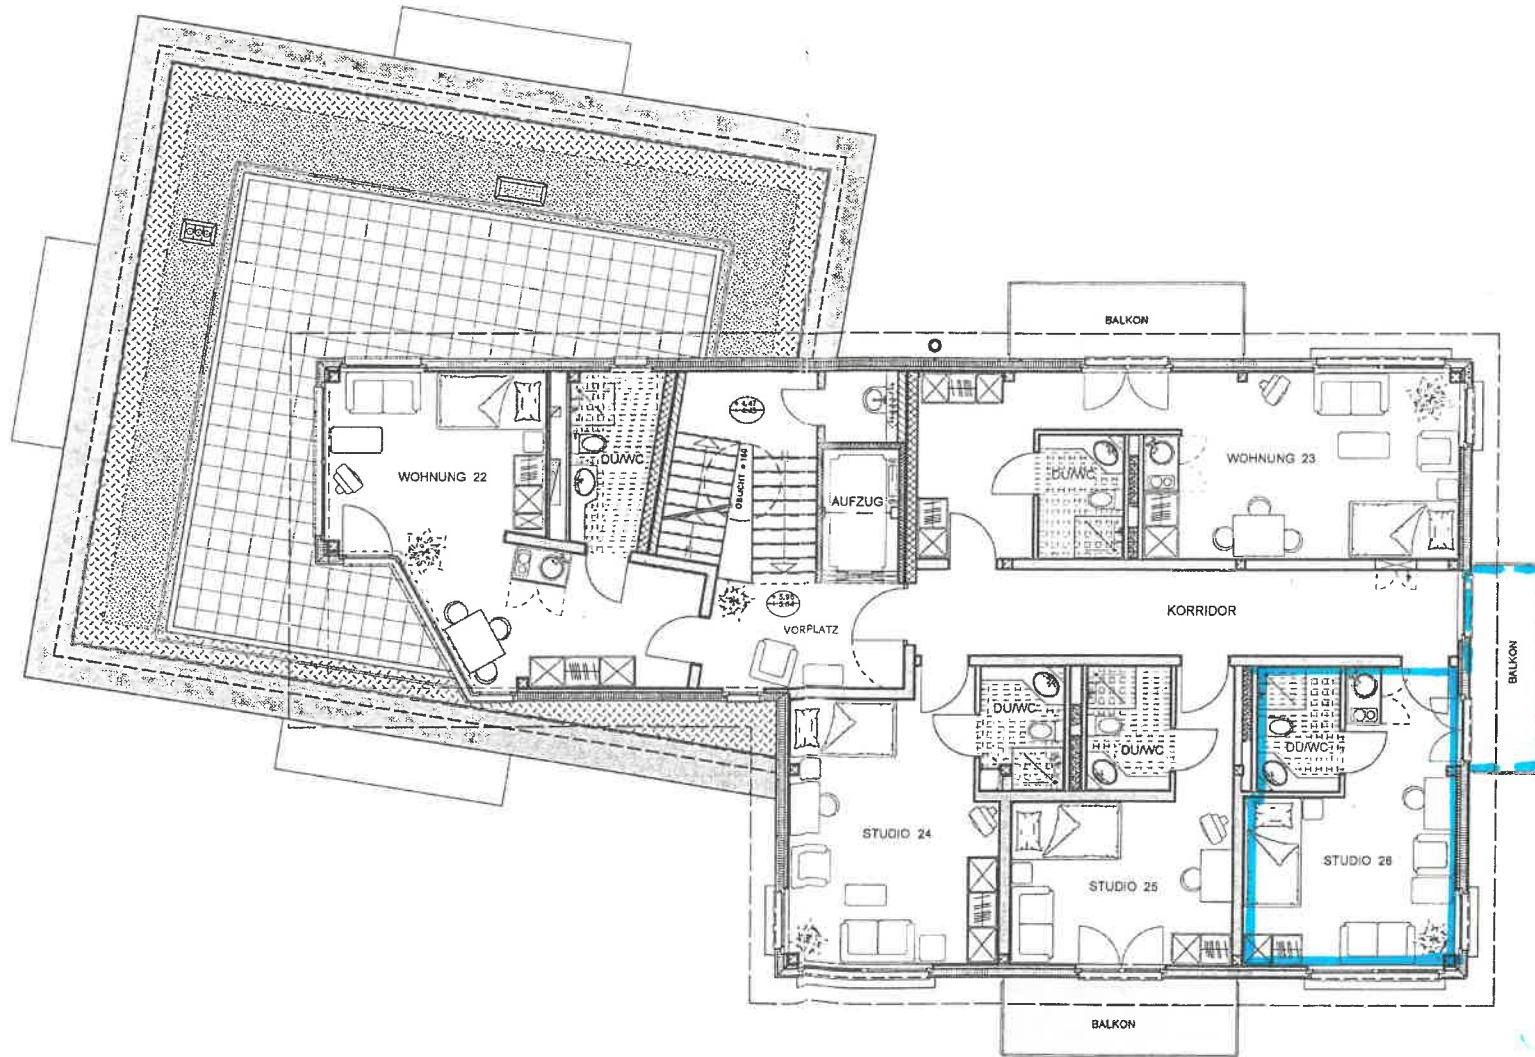 BALKON
WOHNUNG 22
DU/WC
AUFZUG
DU/WC
WOHNUNG 23
KORRIDOR
VORPLATZ
BALKON
DU/WC
DU/WC
DU/WC
STUDIO 24
STUDIO 25
STUDIO 26
BALKON